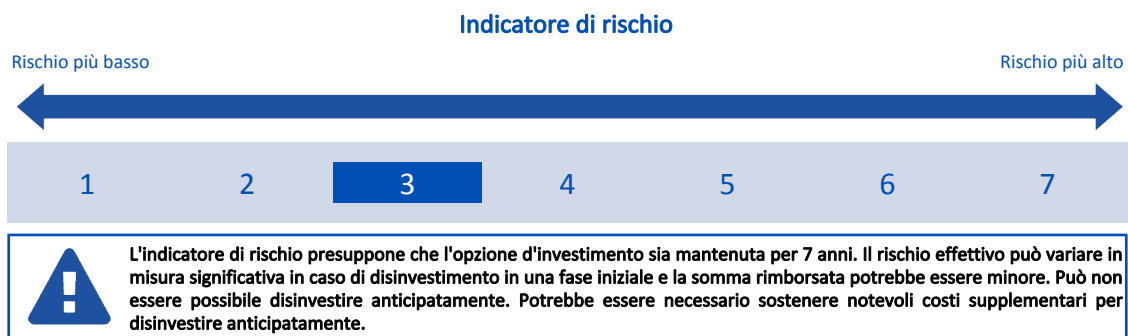 Indicatore di rischio
Rischio più basso
Rischio più alto
1 2 3 4 5 6 7
L'indicatore di rischio presuppone che l'opzione d'investimento sia mantenuta per 7 anni. Il rischio effettivo può variare in
misura significativa in caso di disinvestimento in una fase iniziale e la somma rimborsata potrebbe essere minore. Può non
essere possibile disinvestire anticipatamente. Potrebbe essere necessario sostenere notevoli costi supplementari per
disinvestire anticipatamente.